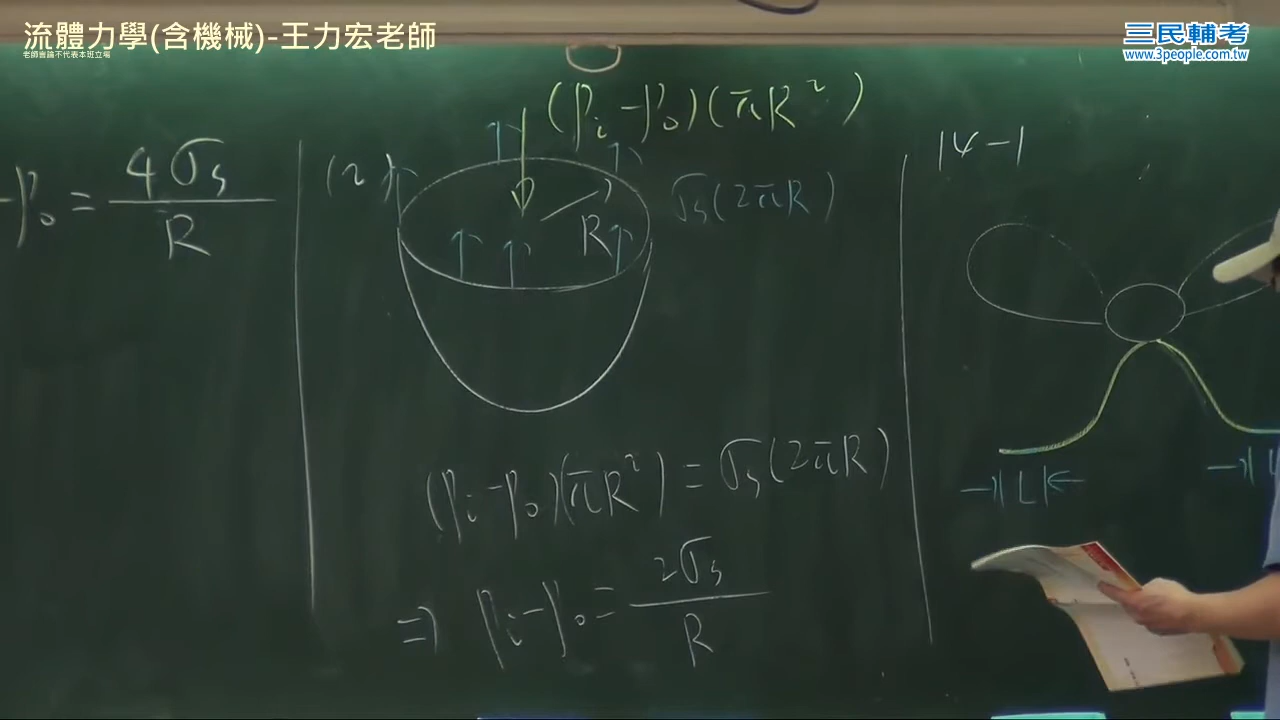 流體力學(含機械)-王力宏老師
老師言論不代表本班立場
三民輔考
www.3people.com.tw
-p₀ = 4σs / R
(2)
(pᵢ-p₀)(πR²)
σs(2πR)
R
(pᵢ-p₀)(πR²) = σs(2πR)
⇒ pᵢ-p₀ = 2σs / R
14-1
→|L|←